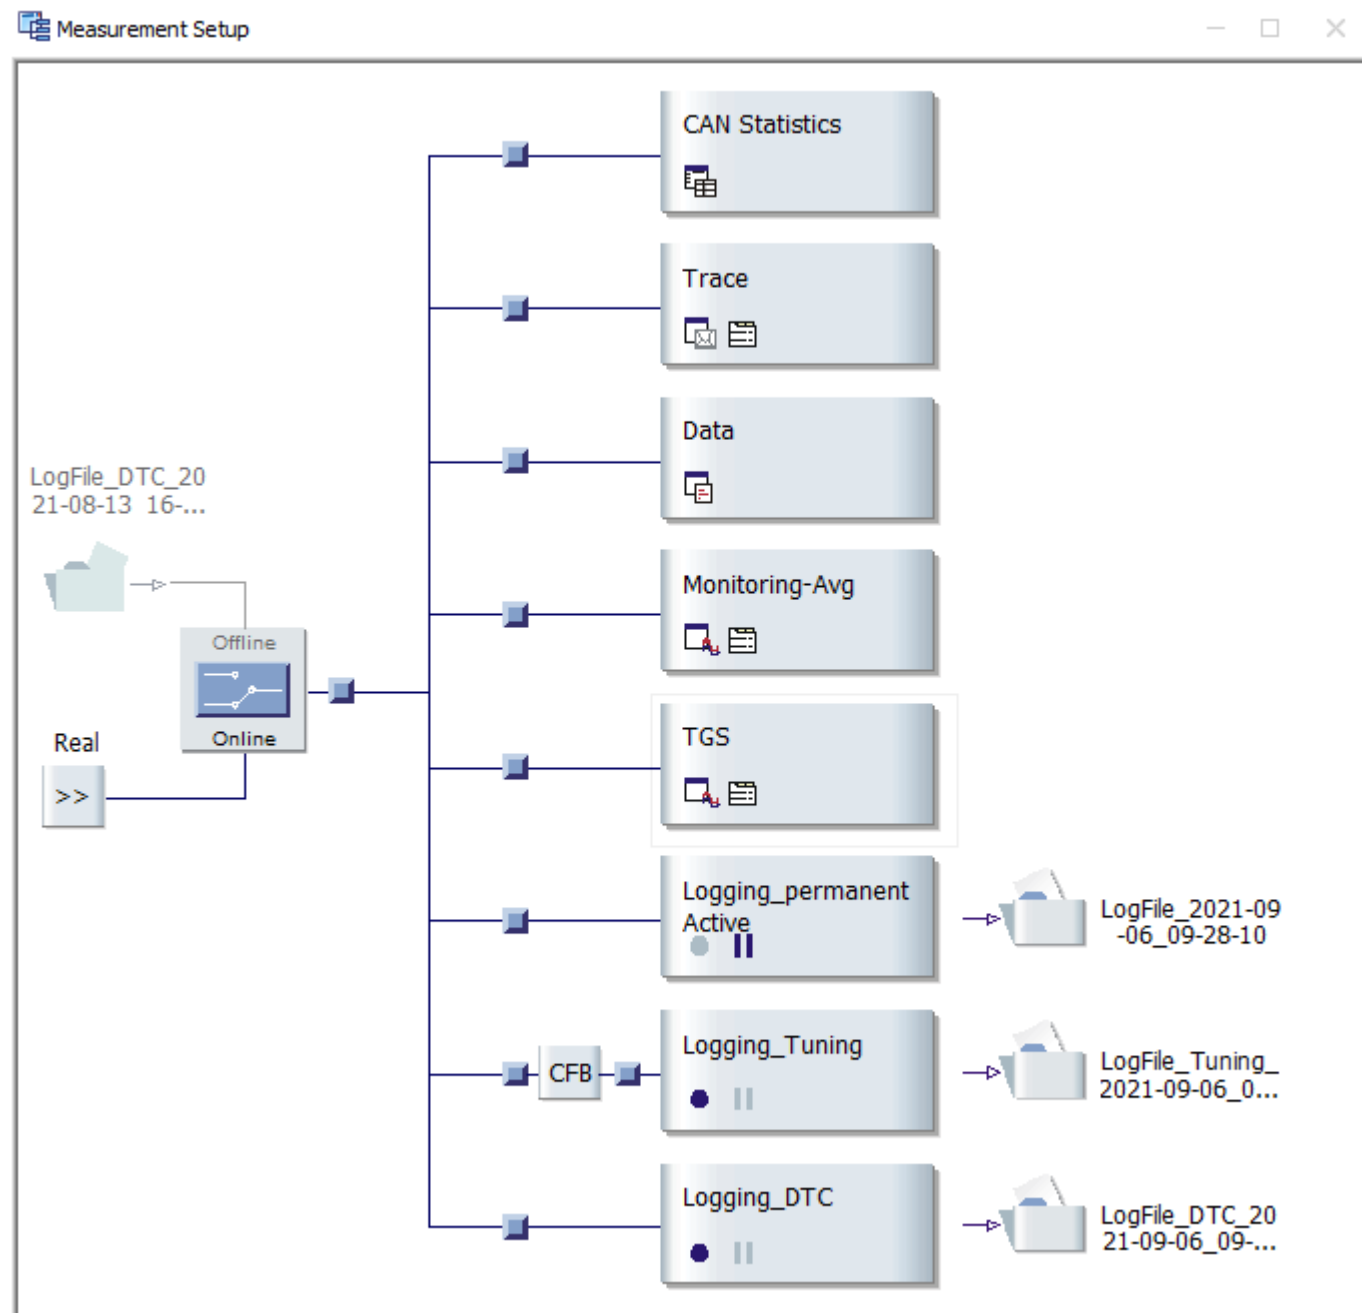 Measurement Setup
CAN Statistics
Trace
Data
LogFile_DTC_20
21-08-13 16-...
Monitoring-Avg
Offline
Online
Real
>>
TGS
Logging_permanent
Active
LogFile_2021-09
-06_09-28-10
CFB
Logging_Tuning
LogFile_Tuning_
2021-09-06_0...
Logging_DTC
LogFile_DTC_20
21-09-06_09-...